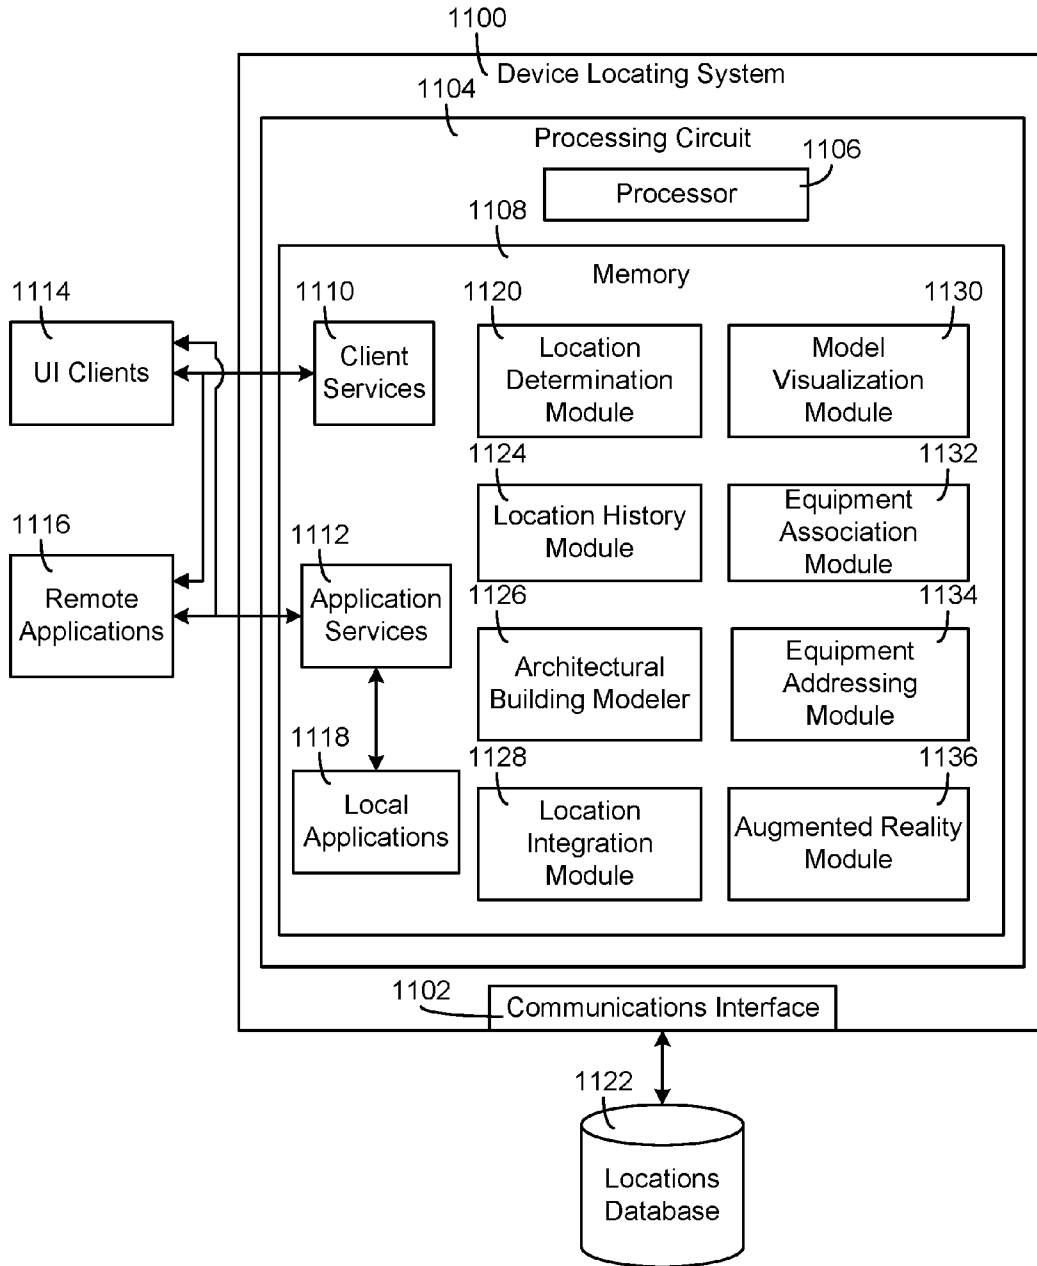 1100
Device Locating System
1104
Processing Circuit
1106
Processor
1108
Memory
1114
UI Clients
1110
Client
Services
1120
Location
Determination
Module
1130
Model
Visualization
Module
1124
Location History
Module
1132
Equipment
Association
Module
1116
Remote
Applications
1112
Application
Services
1126
Architectural
Building Modeler
1134
Equipment
Addressing
Module
1118
Local
Applications
1128
Location
Integration
Module
1136
Augmented Reality
Module
1102
Communications Interface
1122
Locations
Database